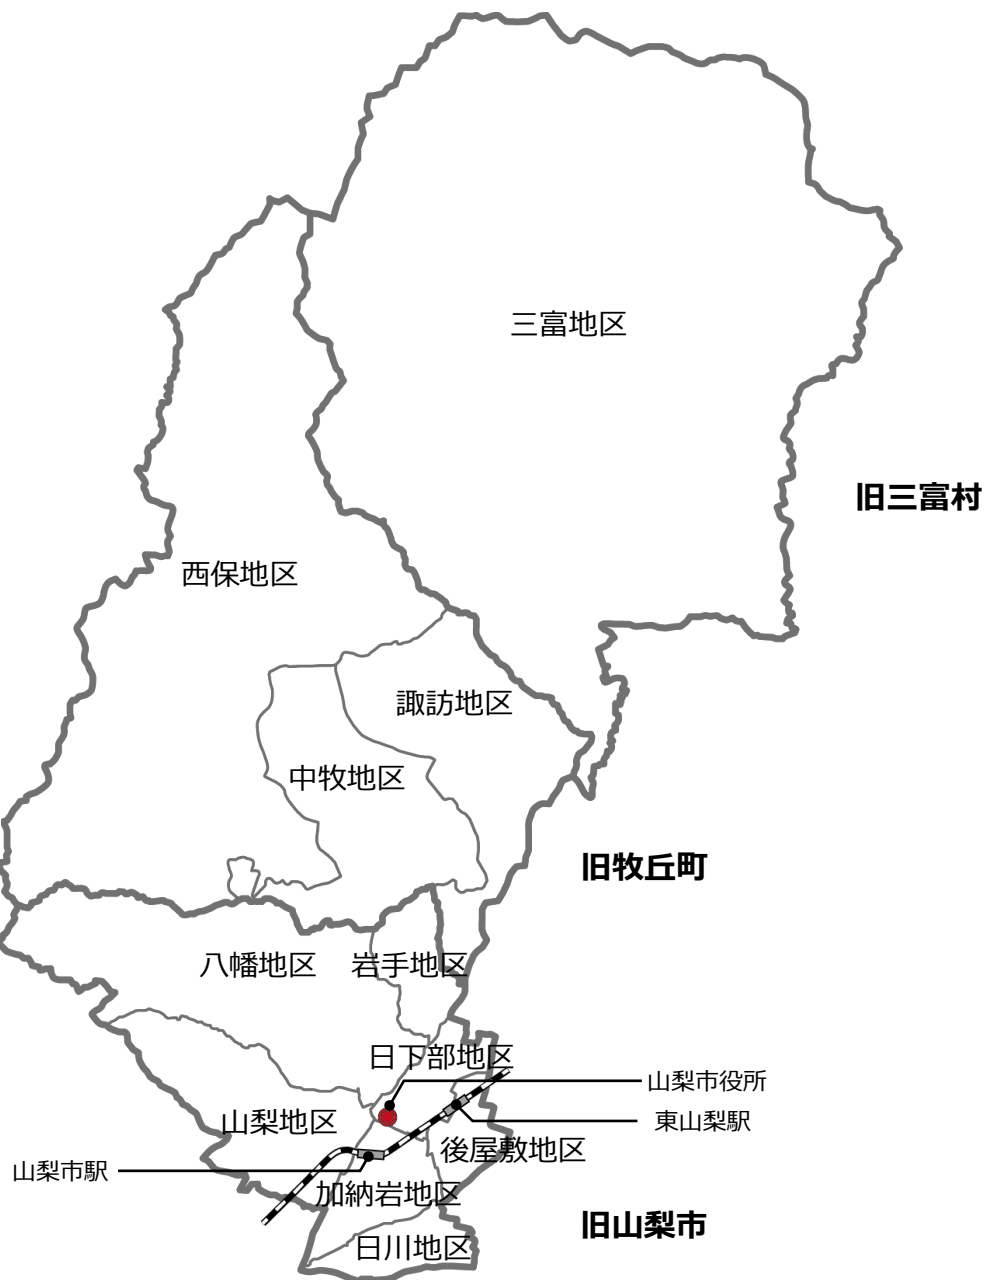 三富地区
旧三富村
西保地区
諏訪地区
中牧地区
旧牧丘町
八幡地区
岩手地区
日下部地区
山梨市役所
山梨地区
東山梨駅
後屋敷地区
山梨市駅
加納岩地区
旧山梨市
日川地区